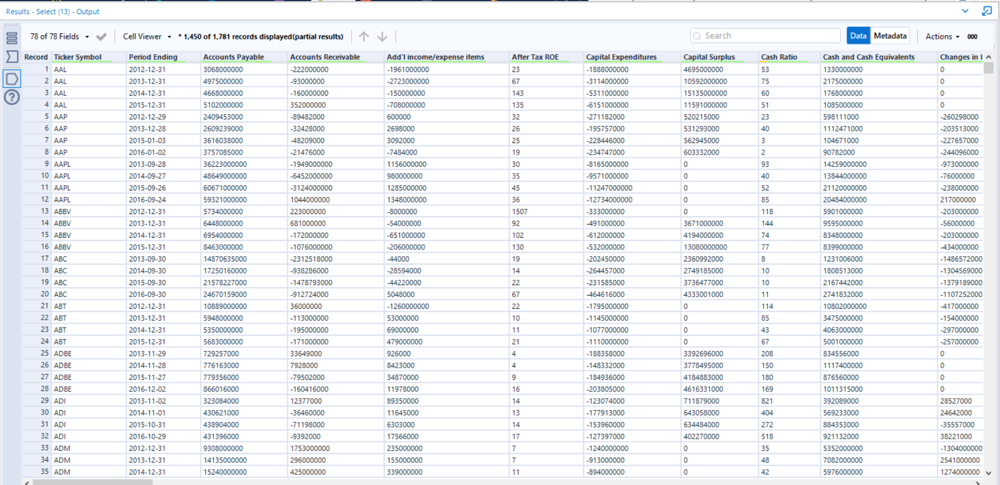 Results - Select (13) - Output
78 of 78 Fields Cell Viewer * 1,450 of 1,781 records displayed(partial results) Search Data Metadata Actions 000
Record Ticker Symbol Period Ending Accounts Payable Accounts Receivable Add'l income/expense items After Tax ROE Capital Expenditures Capital Surplus Cash Ratio Cash and Cash Equivalents Changes in I
1 AAL 2012-12-31 3068000000 -222000000 -1961000000 23 -1888000000 4695000000 53 1330000000 0
2 AAL 2013-12-31 4975000000 -93000000 -2723000000 67 -3114000000 10592000000 75 2175000000 0
3 AAL 2014-12-31 4668000000 -160000000 -150000000 143 -5311000000 15135000000 60 1768000000 0
4 AAL 2015-12-31 5102000000 352000000 -708000000 135 -6151000000 11591000000 51 1085000000 0
5 AAP 2012-12-29 2409453000 -89482000 600000 32 -271182000 520215000 23 598111000 -260298000
6 AAP 2013-12-28 2609239000 -32428000 2698000 26 -195757000 531293000 40 1112471000 -203513000
7 AAP 2015-01-03 3616038000 -48209000 3092000 25 -228446000 562945000 3 104671000 -227657000
8 AAP 2016-01-02 3757085000 -21476000 -7484000 19 -234747000 603332000 2 90782000 -244096000
9 AAPL 2013-09-28 36223000000 -1949000000 1156000000 30 -8165000000 0 93 14259000000 -973000000
10 AAPL 2014-09-27 48649000000 -6452000000 980000000 35 -9571000000 0 40 13844000000 -76000000
11 AAPL 2015-09-26 60671000000 -3124000000 1285000000 45 -11247000000 0 52 21120000000 -238000000
12 AAPL 2016-09-24 59321000000 1044000000 1348000000 36 -12734000000 0 85 20484000000 217000000
13 ABBV 2012-12-31 5734000000 223000000 -8000000 1507 -333000000 0 118 5901000000 -203000000
14 ABBV 2013-12-31 6448000000 681000000 -54000000 92 -491000000 3671000000 144 9595000000 -56000000
15 ABBV 2014-12-31 6954000000 -172000000 -651000000 102 -612000000 4194000000 74 8348000000 -203000000
16 ABBV 2015-12-31 8463000000 -1076000000 -206000000 130 -532000000 13080000000 77 8399000000 -434000000
17 ABC 2013-09-30 14870635000 -2312518000 -44000 19 -202450000 2360992000 8 1231006000 -1486572000
18 ABC 2014-09-30 17250160000 -938286000 -28594000 14 -264457000 2749185000 10 1808513000 -1304569000
19 ABC 2015-09-30 21578227000 -1478793000 -44220000 22 -231585000 3736477000 10 2167442000 -1379189000
20 ABC 2016-09-30 24670159000 -912724000 5048000 67 -464616000 4333001000 11 2741832000 -1107252000
21 ABT 2012-12-31 10889000000 36000000 -1260000000 22 -1795000000 0 114 10802000000 -417000000
22 ABT 2013-12-31 5948000000 -113000000 53000000 10 -1145000000 0 85 3475000000 -154000000
23 ABT 2014-12-31 5350000000 -195000000 69000000 11 -1077000000 0 43 4063000000 -297000000
24 ABT 2015-12-31 5683000000 -171000000 479000000 21 -1110000000 0 67 5001000000 -257000000
25 ADBE 2013-11-29 729257000 33649000 926000 4 -188358000 3392696000 208 834556000 0
26 ADBE 2014-11-28 776163000 7928000 8423000 4 -148332000 3778495000 150 1117400000 0
27 ADBE 2015-11-27 779356000 -79502000 34870000 9 -184936000 4184883000 180 876560000 0
28 ADBE 2016-12-02 866016000 -160416000 11978000 16 -203805000 4616331000 169 1011315000 0
29 ADI 2013-11-02 323084000 12377000 89350000 14 -123074000 711879000 821 392089000 28527000
30 ADI 2014-11-01 430621000 -36460000 11645000 13 -177913000 643058000 404 569233000 24642000
31 ADI 2015-10-31 438904000 -71198000 6303000 14 -153960000 634484000 272 884353000 -35557000
32 ADI 2016-10-29 431396000 -9392000 17566000 17 -127397000 402270000 518 921132000 38221000
33 ADM 2012-12-31 9308000000 1753000000 235000000 7 -1240000000 0 35 5352000000 -1304000000
34 ADM 2013-12-31 14135000000 296000000 155000000 7 -913000000 0 48 7082000000 2541000000
35 ADM 2014-12-31 15240000000 425000000 339000000 11 -894000000 0 42 5976000000 1274000000